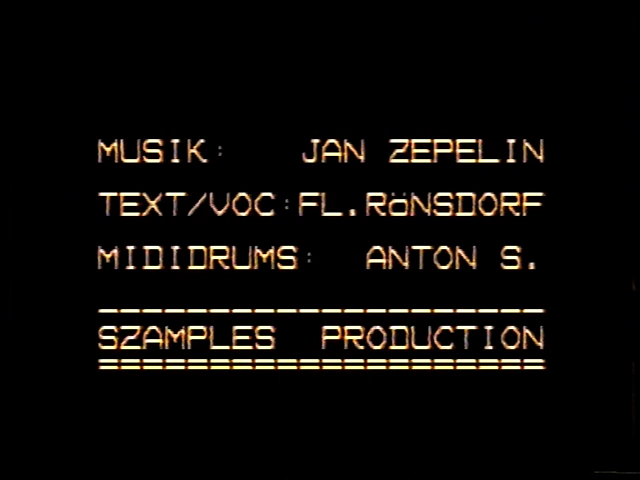 MUSIK: JAN ZEPELIN
TEXT/VOC:FL.RöNSDORF
MIDIDRUMS: ANTON S.
--------------------
SZAMPLES PRODUCTION
====================